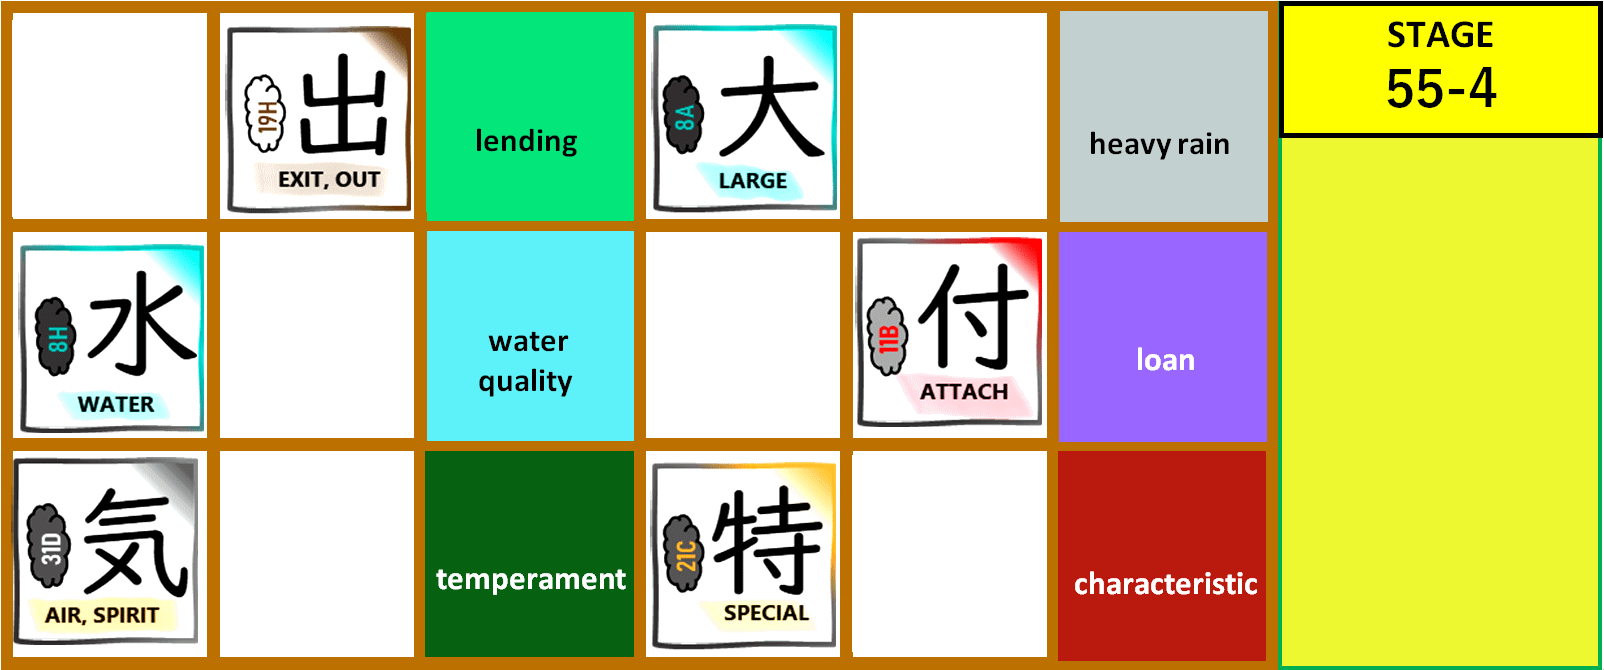 19H
出
EXIT, OUT
lending
8A
大
LARGE
heavy rain
STAGE
55-4
8H
水
WATER
water
quality
11B
付
ATTACH
loan
31D
気
AIR, SPIRIT
temperament
21C
特
SPECIAL
characteristic